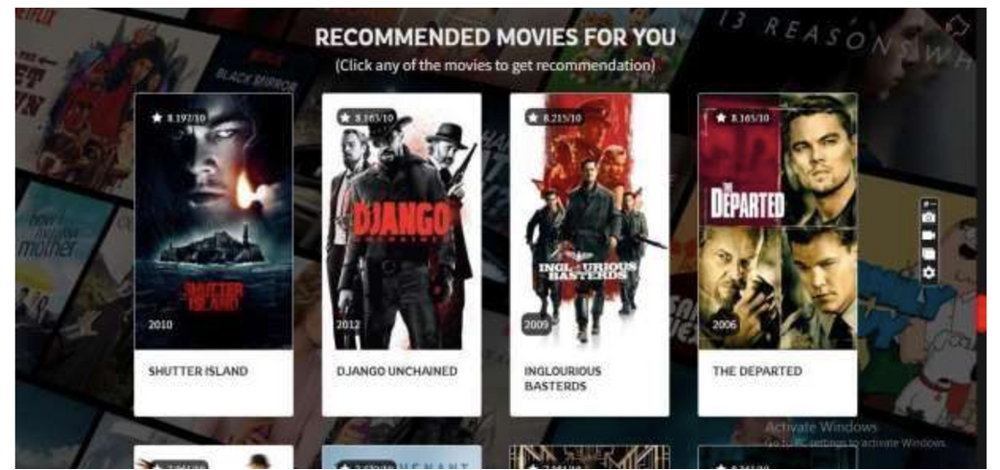 RECOMMENDED MOVIES FOR YOU
(Click any of the movies to get recommendation)
NETFLIX
BLACK MIRROR
13 REASONS WH
how i
mother
8.197/10
8.165/10
8.215/10
8.165/10
SHUTTER
ISLAND
DJANGO
THE
DEPARTED
INGLOURIOUS
BASTERDS
2010
2012
2009
2006
SHUTTER ISLAND
DJANGO UNCHAINED
INGLOURIOUS
BASTERDS
THE DEPARTED
Activate Windows
Go to PC settings to activate Windows.